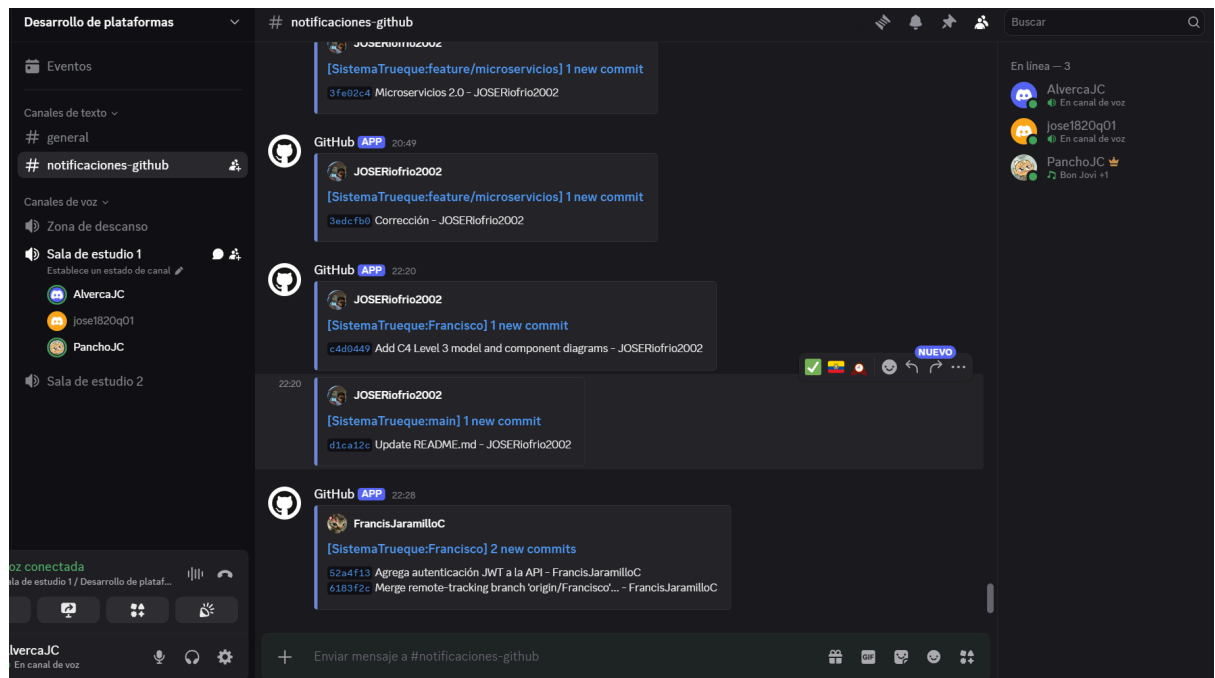 Desarrollo de plataformas
Eventos
Canales de texto
# general
# notificaciones-github
Canales de voz
Zona de descanso
Sala de estudio 1
Establece un estado de canal
AlvercaJC
jose1820q01
PanchoJC
Sala de estudio 2
oz conectada
ala de estudio 1 / Desarrollo de plataf...
lvercaJC
En canal de voz
# notificaciones-github
JOSERiofrio2002
[SistemaTrueque:feature/microservicios] 1 new commit
3fe02c4 Microservicios 2.0 - JOSERiofrio2002
GitHub APP 20:49
JOSERiofrio2002
[SistemaTrueque:feature/microservicios] 1 new commit
3edcfb0 Corrección - JOSERiofrio2002
GitHub APP 22:20
JOSERiofrio2002
[SistemaTrueque:Francisco] 1 new commit
c4d0449 Add C4 Level 3 model and component diagrams - JOSERiofrio2002
NUEVO
22:20
JOSERiofrio2002
[SistemaTrueque:main] 1 new commit
d1ca12c Update README.md - JOSERiofrio2002
GitHub APP 22:28
FrancisJaramilloC
[SistemaTrueque:Francisco] 2 new commits
52a4f13 Agrega autenticación JWT a la API - FrancisJaramilloC
6183f2c Merge remote-tracking branch 'origin/Francisco'... - FrancisJaramilloC
Enviar mensaje a #notificaciones-github
GIF
Buscar
En línea — 3
AlvercaJC
En canal de voz
jose1820q01
En canal de voz
PanchoJC
Bon Jovi +1